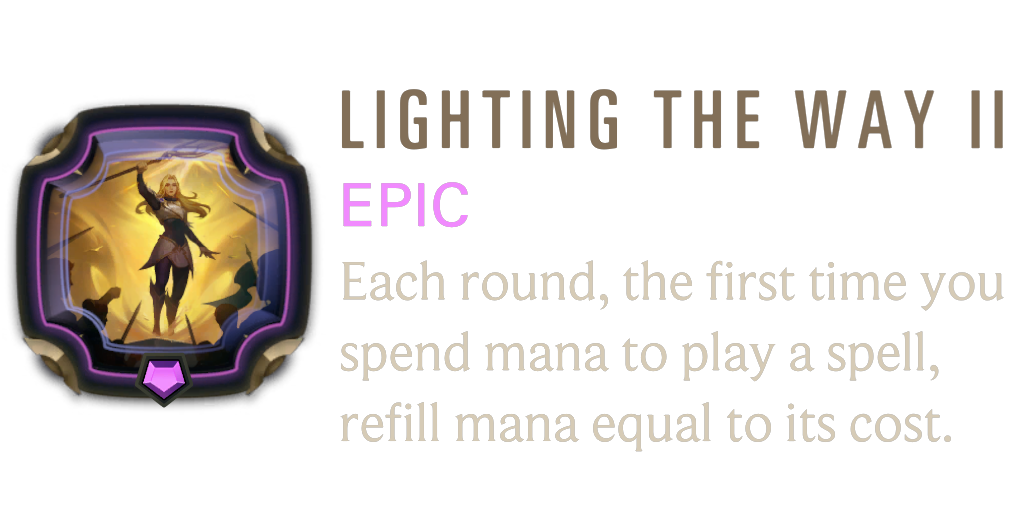 LIGHTING THE WAY II
EPIC
Each round, the first time you
spend mana to play a spell,
refill mana equal to its cost.